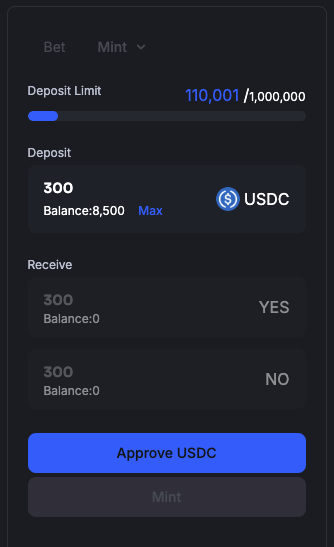 Bet Mint
Deposit Limit 110,001 /1,000,000
Deposit
300
USDC
Balance:8,500 Max
Receive
300
YES
Balance:0
300
NO
Balance:0
Approve USDC
Mint